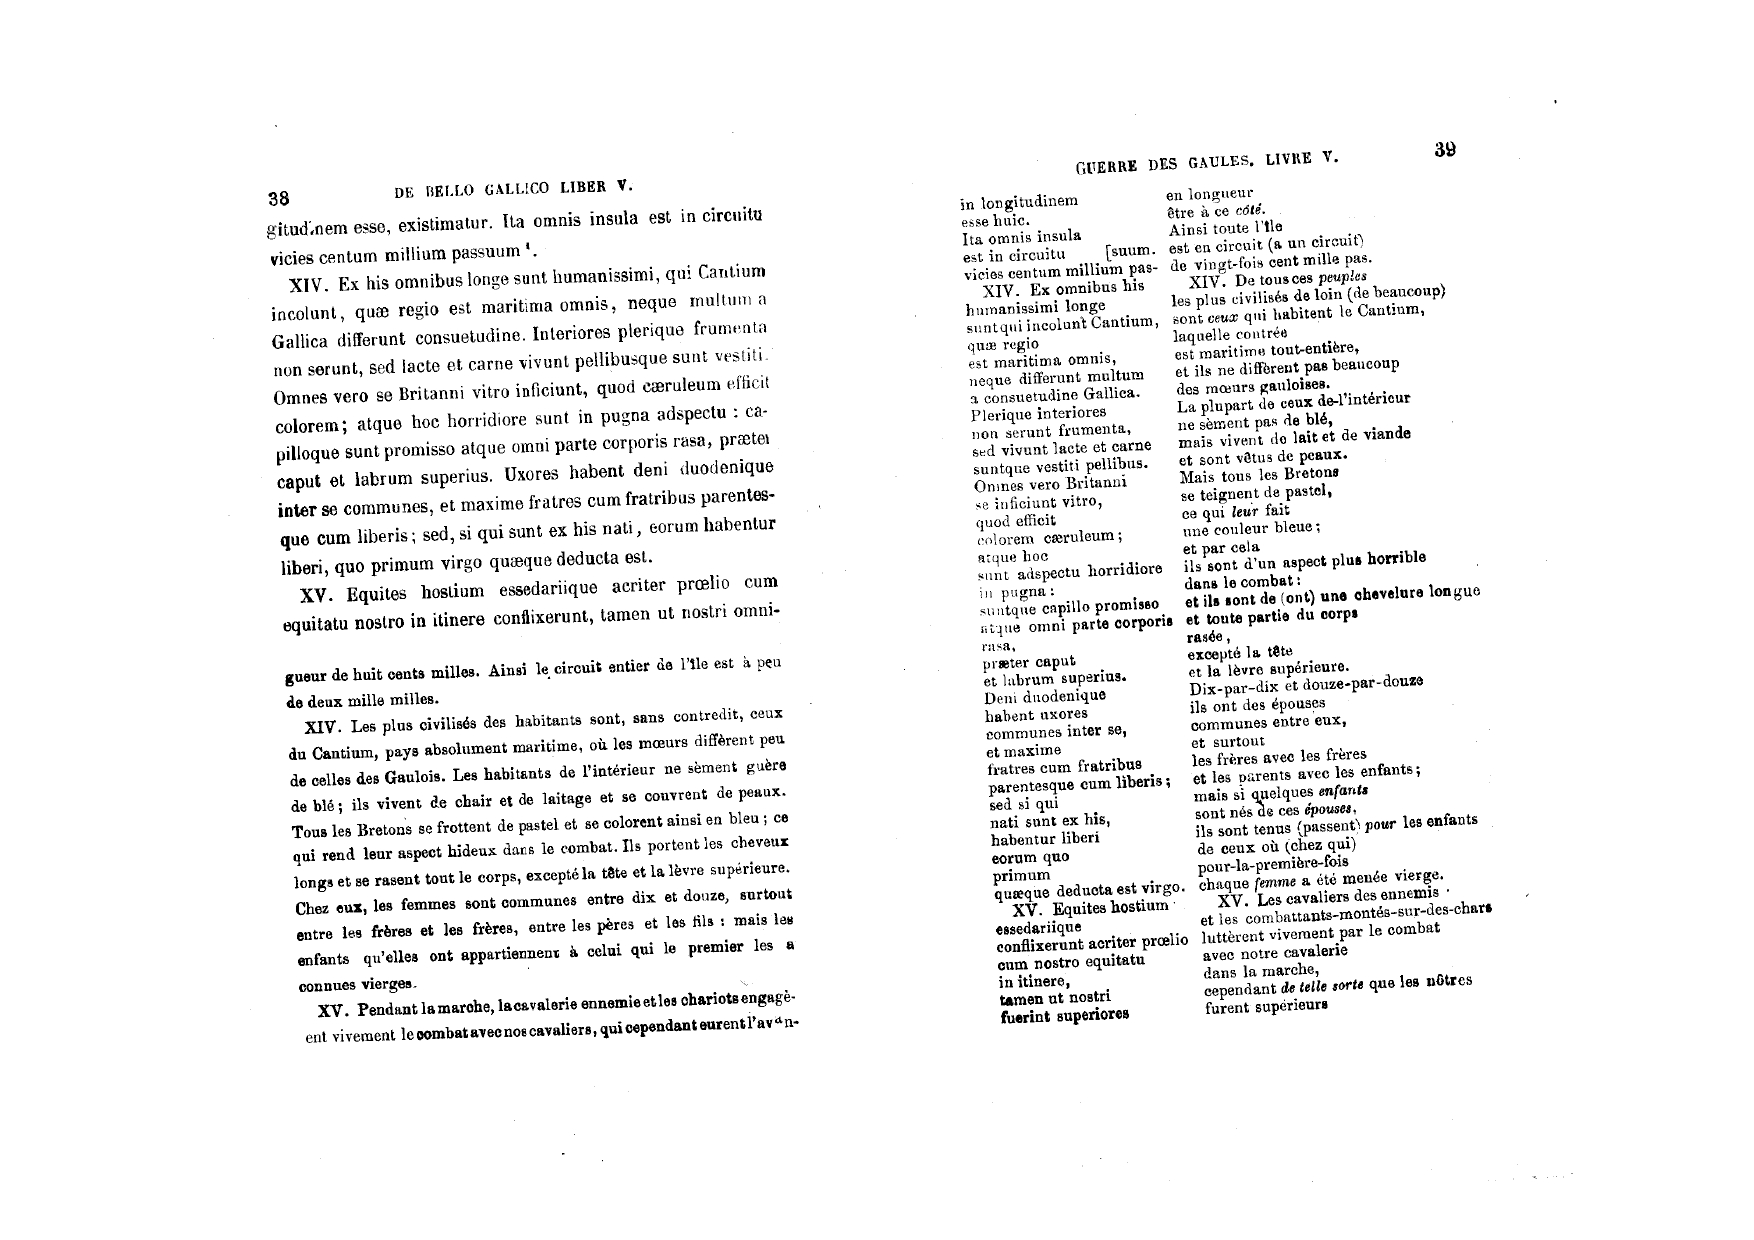 38
DE BELLO GALLICO LIBER V.
gitudinem esse, existimatur. Ita omnis insula est in circuitu
vicies centum millium passuum ¹.
XIV. Ex his omnibus longe sunt humanissimi, qui Cantium
incolunt, quæ regio est maritima omnis, neque multum a
Gallica differunt consuetudine. Interiores plerique frumenta
non serunt, sed lacte et carne vivunt pellibusque sunt vestiti.
Omnes vero se Britanni vitro inficiunt, quod cæruleum efficit
colorem; atque hoc horridiore sunt in pugna adspectu : ca-
pilloque sunt promisso atque omni parte corporis rasa, præter
caput et labrum superius. Uxores habent deni duodenique
inter se communes, et maxime fratres cum fratribus parentes-
que cum liberis; sed, si qui sunt ex his nati, eorum habentur
liberi, quo primum virgo quæque deducta est.
XV. Equites hostium essedariique acriter prœlio cum
equitatu nostro in itinere conflixerunt, tamen ut nostri omni-
gueur de huit cents milles. Ainsi le circuit entier de l'île est à peu
de deux mille milles.
XIV. Les plus civilisés des habitants sont, sans contredit, ceux
du Cantium, pays absolument maritime, où les mœurs diffèrent peu
de celles des Gaulois. Les habitants de l'intérieur ne sèment guère
de blé; ils vivent de chair et de laitage et se couvrent de peaux.
Tous les Bretons se frottent de pastel et se colorent ainsi en bleu; ce
qui rend leur aspect hideux dans le combat. Ils portent les cheveux
longs et se rasent tout le corps, excepté la tête et la lèvre supérieure.
Chez eux, les femmes sont communes entre dix et douze, surtout
entre les frères et les frères, entre les pères et les fils : mais les
enfants qu'elles ont appartiennent à celui qui le premier les a
connues vierges.
XV. Pendant la marche, la cavalerie ennemie et les chariots engagè-
ent vivement le combat avec nos cavaliers, qui cependant eurent l'avan-
GUERRE DES GAULES. LIVRE V.
39
in longitudinem
esse huic.
Ita omnis insula
est in circuitu [suum.
vicies centum millium pas-
XIV. Ex omnibus his
humanissimi longe
sunt qui incolunt Cantium,
quæ regio
est maritima omnis,
neque differunt multum
a consuetudine Gallica.
Plerique interiores
non serunt frumenta,
sed vivunt lacte et carne
suntque vestiti pellibus.
Omnes vero Britanni
se inficiunt vitro,
quod efficit
colorem cæruleum;
atque hoc
sunt adspectu horridiore
in pugna :
suntque capillo promisso
atque omni parte corporis
rasa,
præter caput
et labrum superius.
Deni duodenique
habent uxores
communes inter se,
et maxime
fratres cum fratribus
parentesque cum liberis;
sed si qui
nati sunt ex his,
habentur liberi
eorum quo
primum
quæque deducta est virgo.
XV. Equites hostium
essedariique
conflixerunt acriter prœlio
cum nostro equitatu
in itinere,
tamen ut nostri
fuerint superiores
en longueur
être à ce côté.
Ainsi toute l'île
est en circuit (a un circuit)
de vingt-fois cent mille pas.
XIV. De tous ces peuples
les plus civilisés de loin (de beaucoup)
sont ceux qui habitent le Cantium,
laquelle contrée
est maritime tout-entière,
et ils ne diffèrent pas beaucoup
des mœurs gauloises.
La plupart de ceux de-l'intérieur
ne sèment pas de blé,
mais vivent de lait et de viande
et sont vêtus de peaux.
Mais tous les Bretons
se teignent de pastel,
ce qui leur fait
une couleur bleue;
et par cela
ils sont d'un aspect plus horrible
dans le combat :
et ils sont de (ont) une chevelure longue
et toute partie du corps
rasée,
excepté la tête
et la lèvre supérieure.
Dix-par-dix et douze-par-douze
ils ont des épouses
communes entre eux,
et surtout
les frères avec les frères
et les parents avec les enfants;
mais si quelques enfants
sont nés de ces épouses,
ils sont tenus (passent) pour les enfants
de ceux où (chez qui)
pour-la-première-fois
chaque femme a été menée vierge.
XV. Les cavaliers des ennemis
et les combattants-montés-sur-des-chars
luttèrent vivement par le combat
avec notre cavalerie
dans la marche,
cependant de telle sorte que les nôtres
furent supérieurs